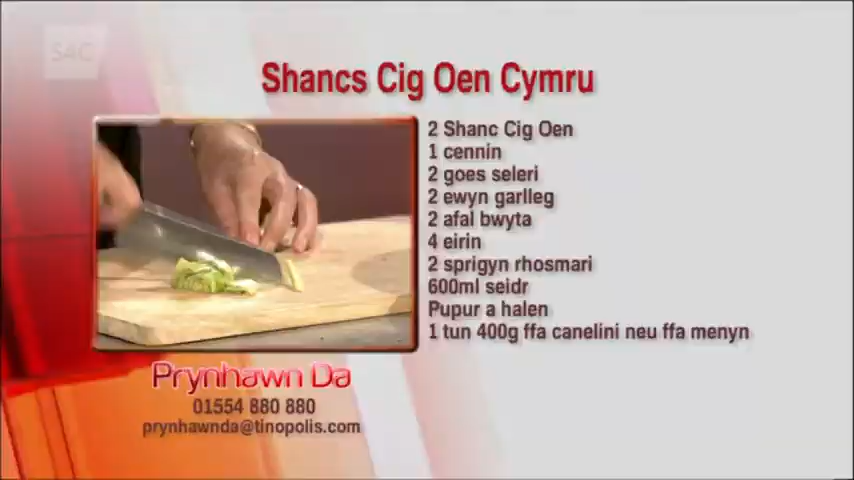 S4C
Shancs Cig Oen Cymru
2 Shanc Cig Oen
1 cennin
2 goes seleri
2 ewyn garlleg
2 afal bwyta
4 eirin
2 sprigyn rhosmari
600ml seidr
Pupur a halen
1 tun 400g ffa canelini neu ffa menyn
Prynhawn Da
01554 880 880
prynhawnda@tinopolis.com